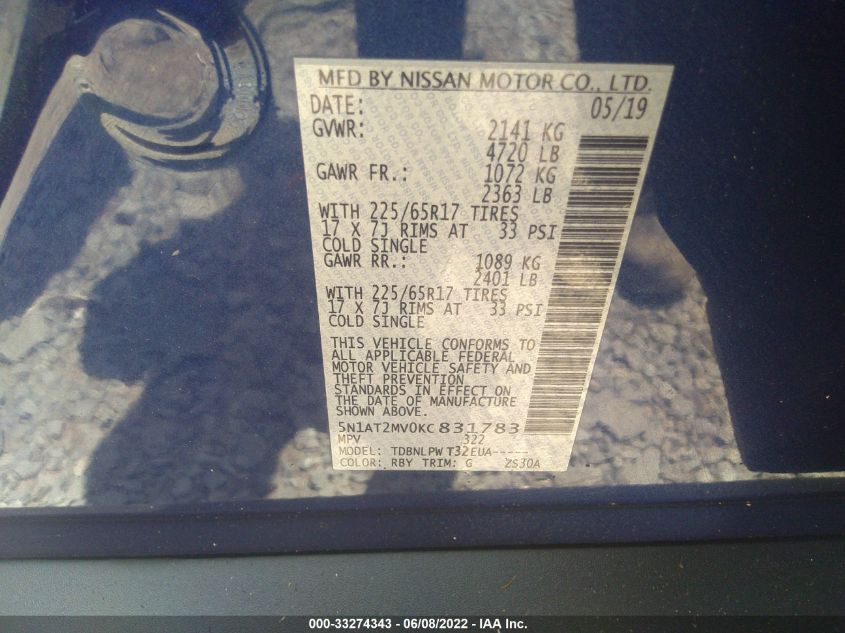 MFD BY NISSAN MOTOR CO., LTD.
DATE: 05/19
GVWR: 2141 KG
4720 LB
GAWR FR.: 1072 KG
2363 LB
WITH 225/65R17 TIRES
17 X 7J RIMS AT 33 PSI
COLD SINGLE
GAWR RR.: 1089 KG
2401 LB
WITH 225/65R17 TIRES
17 X 7J RIMS AT 33 PSI
COLD SINGLE
THIS VEHICLE CONFORMS TO
ALL APPLICABLE FEDERAL
MOTOR VEHICLE SAFETY AND
THEFT PREVENTION
STANDARDS IN EFFECT ON
THE DATE OF MANUFACTURE
SHOWN ABOVE.
5N1AT2MV0KC831783
MPV 322
MODEL: TDBNLPW T32EUA-----
COLOR: RBY TRIM: G ZS30A
000-33274343 - 06/08/2022 - IAA Inc.